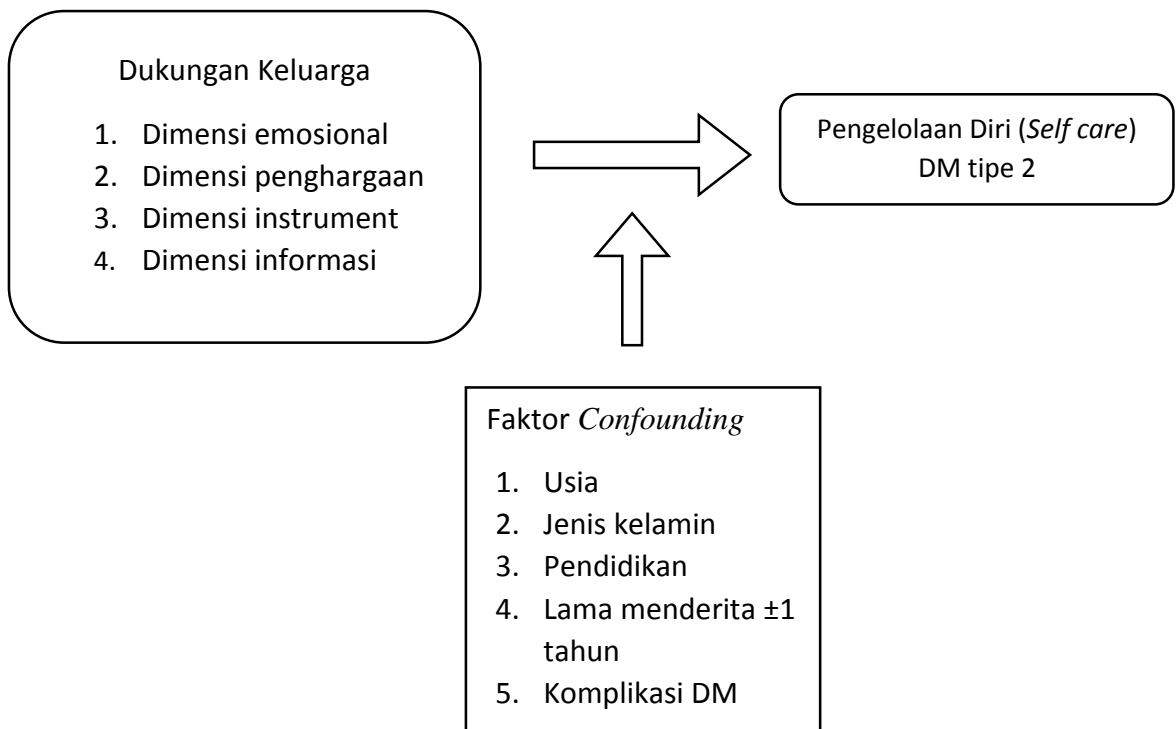 Dukungan Keluarga
1. Dimensi emosional
2. Dimensi penghargaan
3. Dimensi instrument
4. Dimensi informasi
Pengelolaan Diri (Self care)
DM tipe 2
Faktor Confounding
1. Usia
2. Jenis kelamin
3. Pendidikan
4. Lama menderita ±1
tahun
5. Komplikasi DM